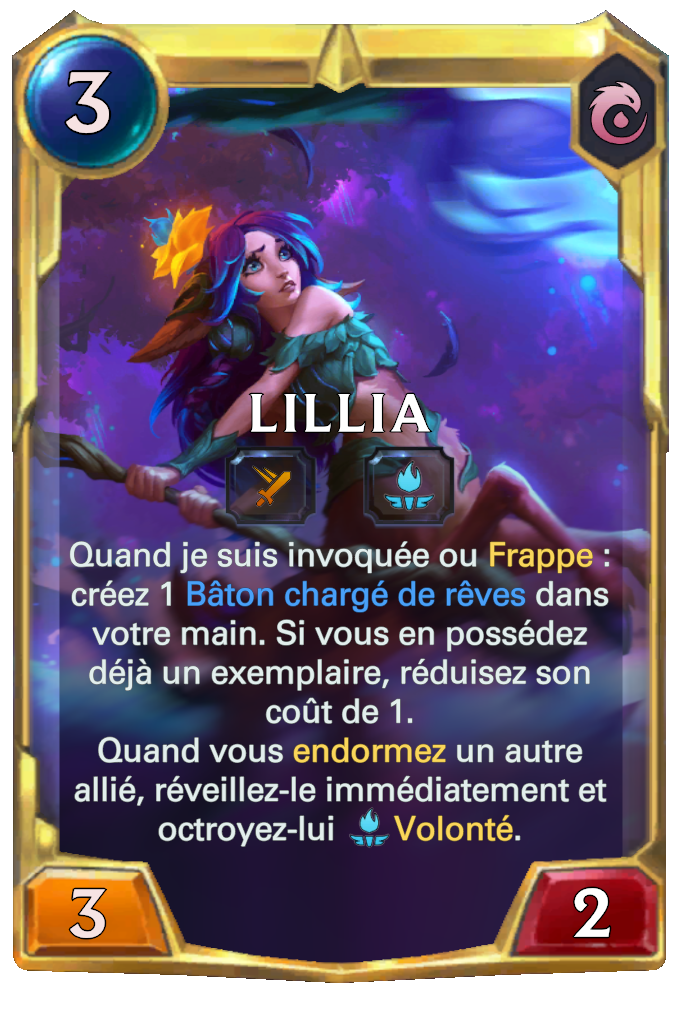 3
LILLIA
Quand je suis invoquée ou Frappe :
créez 1 Bâton chargé de rêves dans
votre main. Si vous en possédez
déjà un exemplaire, réduisez son
coût de 1.
Quand vous endormez un autre
allié, réveillez-le immédiatement et
octroyez-lui Volonté.
3
2